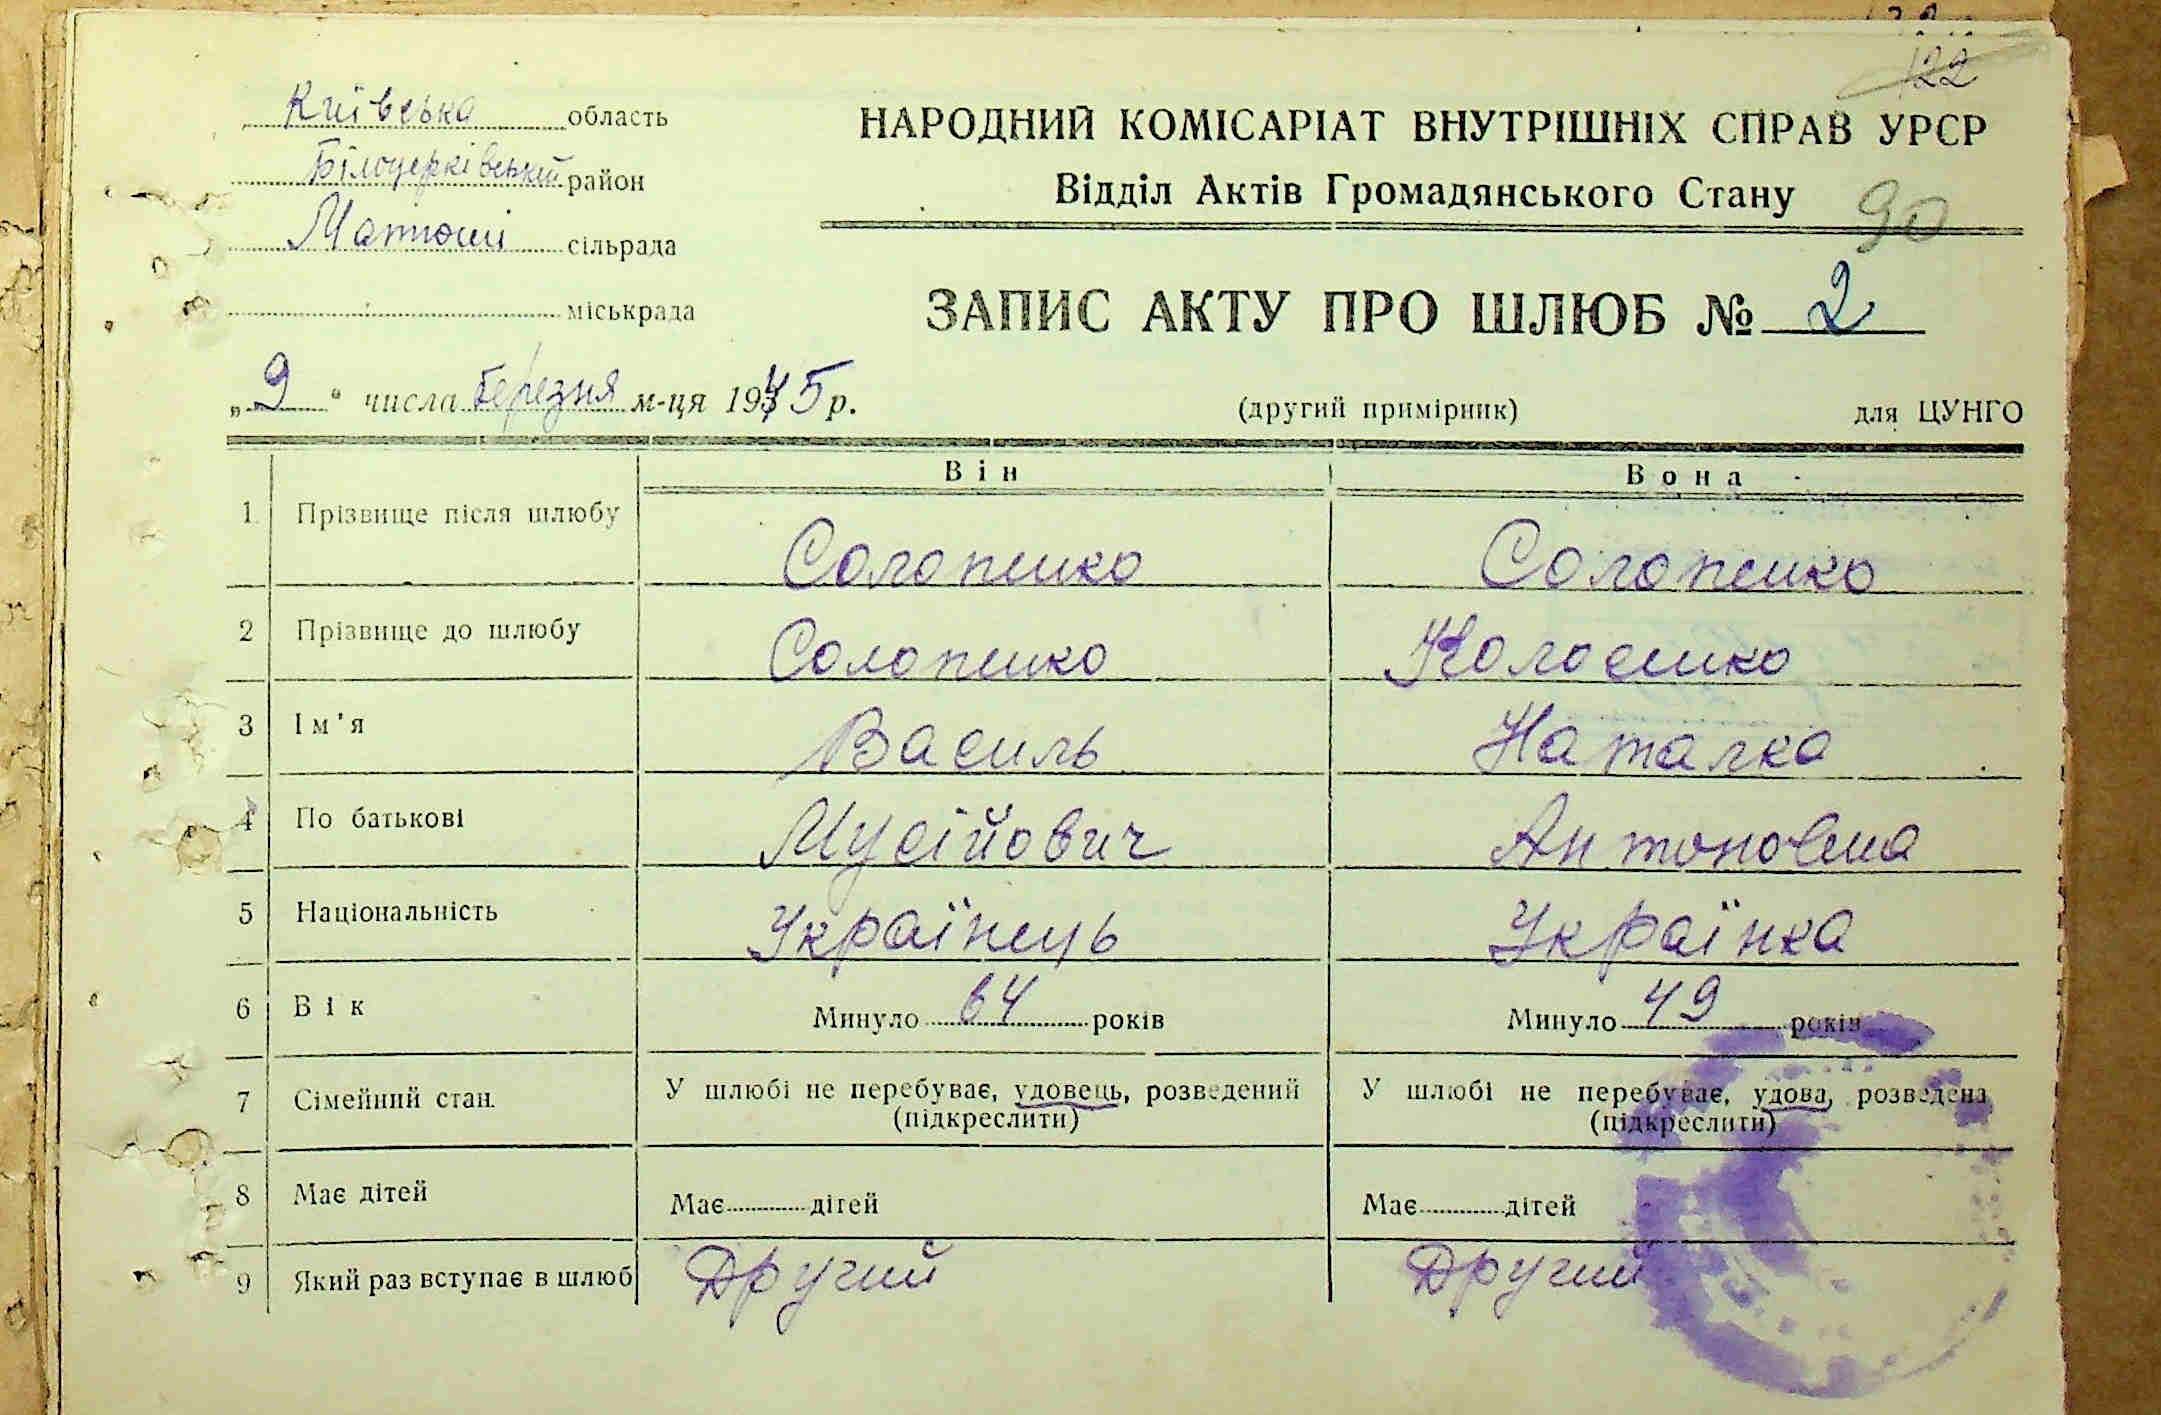 122
Київська область
НАРОДНИЙ КОМІСАРІАТ ВНУТРІШНІХ СПРАВ УРСР
Білоцерківський район
Відділ Актів Громадянського Стану
90
Матюші сільрада
міськрада
ЗАПИС АКТУ ПРО ШЛЮБ № 2
„9“ числа березня м-ця 1945 р.
(другий примірник)
для ЦУНГО
Він Вона
1 Прізвище після шлюбу Солопенко Солопенко
2 Прізвище до шлюбу Солопенко Колосенко
3 Ім'я Василь Наталка
4 По батькові Мусійович Антоновна
5 Національність Українець Українка
6 Вік Минуло 64 років Минуло 49 років
7 Сімейний стан. У шлюбі не перебуває, удовець, розведений У шлюбі не перебуває, удова, розведена
(підкреслити) (підкреслити)
8 Має дітей Має дітей Має дітей
9 Який раз вступає в шлюб Другий Другий